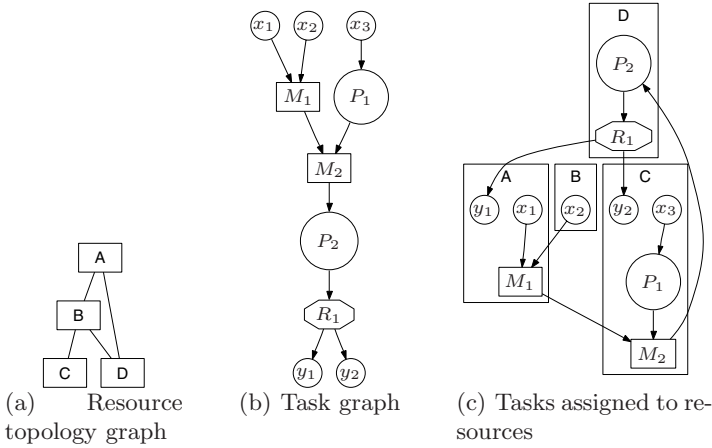 A
B
C
D
(a) Resource
topology graph
x₁ x₂ x₃
M₁ P₁
M₂
P₂
R₁
y₁ y₂
(b) Task graph
D
P₂
R₁
A B C
y₁ x₁ x₂ y₂ x₃
M₁ P₁
M₂
(c) Tasks assigned to re-
sources